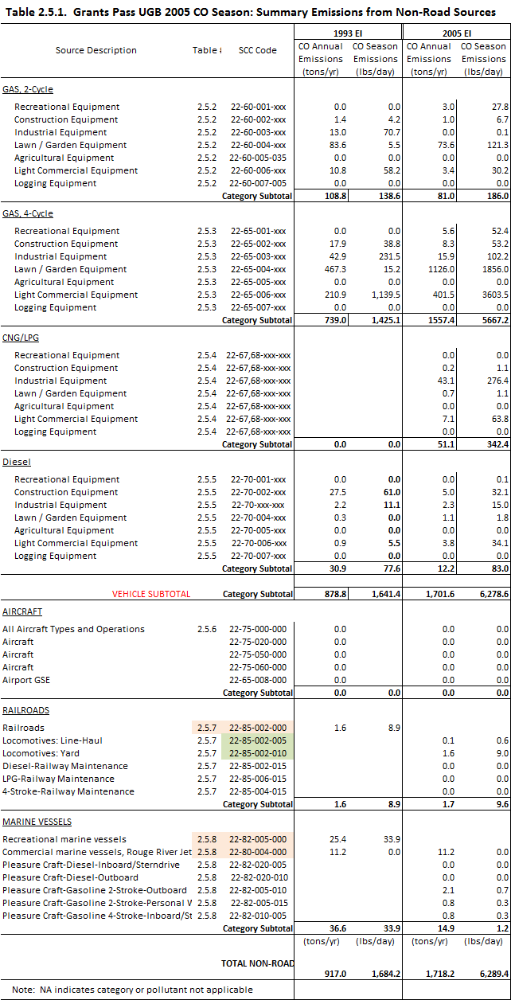 Table 2.5.1.  Grants Pass UGB 2005 CO Season: Summary Emissions from Non-Road Sources
1993 EI 2005 EI
CO Annual CO Season CO Annual CO Season
Source Description Table SCC Code Emissions Emissions Emissions Emissions
(tons/yr) (lbs/day) (tons/yr) (lbs/day)
GAS, 2-Cycle
Recreational Equipment 2.5.2 22-60-001-xxx 0.0 0.0 3.0 27.8
Construction Equipment 2.5.2 22-60-002-xxx 1.4 4.2 1.0 6.7
Industrial Equipment 2.5.2 22-60-003-xxx 13.0 70.7 0.0 0.1
Lawn / Garden Equipment 2.5.2 22-60-004-xxx 83.6 5.5 73.6 121.3
Agricultural Equipment 2.5.2 22-60-005-035 0.0 0.0 0.0 0.0
Light Commercial Equipment 2.5.2 22-60-006-xxx 10.8 58.2 3.4 30.2
Logging Equipment 2.5.2 22-60-007-005 0.0 0.0 0.0 0.0
Category Subtotal 108.8 138.6 81.0 186.0
GAS, 4-Cycle
Recreational Equipment 2.5.3 22-65-001-xxx 0.0 0.0 5.6 52.4
Construction Equipment 2.5.3 22-65-002-xxx 17.9 38.8 8.3 53.2
Industrial Equipment 2.5.3 22-65-003-xxx 42.9 231.5 15.9 102.2
Lawn / Garden Equipment 2.5.3 22-65-004-xxx 467.3 15.2 1126.0 1856.0
Agricultural Equipment 2.5.3 22-65-005-xxx 0.0 0.0 0.0 0.0
Light Commercial Equipment 2.5.3 22-65-006-xxx 210.9 1,139.5 401.5 3603.5
Logging Equipment 2.5.3 22-65-007-xxx 0.0 0.0 0.0 0.0
Category Subtotal 739.0 1,425.1 1557.4 5667.2
CNG/LPG
Recreational Equipment 2.5.4 22-67,68-xxx-xxx 0.0 0.0
Construction Equipment 2.5.4 22-67,68-xxx-xxx 0.2 1.1
Industrial Equipment 2.5.4 22-67,68-xxx-xxx 43.1 276.4
Lawn / Garden Equipment 2.5.4 22-67,68-xxx-xxx 0.7 1.1
Agricultural Equipment 2.5.4 22-67,68-xxx-xxx 0.0 0.0
Light Commercial Equipment 2.5.4 22-67,68-xxx-xxx 7.1 63.8
Logging Equipment 2.5.4 22-67,68-xxx-xxx 0.0 0.0
Category Subtotal 0.0 0.0 51.1 342.4
Diesel
Recreational Equipment 2.5.5 22-70-001-xxx 0.0 0.0 0.0 0.1
Construction Equipment 2.5.5 22-70-002-xxx 27.5 61.0 5.0 32.1
Industrial Equipment 2.5.5 22-70-xxx-xxx 2.2 11.1 2.3 15.0
Lawn / Garden Equipment 2.5.5 22-70-004-xxx 0.3 0.0 1.1 1.8
Agricultural Equipment 2.5.5 22-70-005-xxx 0.0 0.0 0.0 0.0
Light Commercial Equipment 2.5.5 22-70-006-xxx 0.9 5.5 3.8 34.1
Logging Equipment 2.5.5 22-70-007-xxx 0.0 0.0 0.0 0.0
Category Subtotal 30.9 77.6 12.2 83.0
VEHICLE SUBTOTAL Category Subtotal 878.8 1,641.4 1,701.6 6,278.6
AIRCRAFT
All Aircraft Types and Operations 2.5.6 22-75-000-000 0.0 0.0 0.0
Aircraft 22-75-020-000 0.0 0.0 0.0
Aircraft 22-75-050-000 0.0 0.0 0.0
Aircraft 22-75-060-000 0.0 0.0 0.0
Airport GSE 22-65-008-000 0.0 0.0 0.0
Category Subtotal 0.0 0.0 0.0 0.0
RAILROADS
Railroads 2.5.7 22-85-002-000 1.6 8.9
Locomotives: Line-Haul 2.5.7 22-85-002-005 0.1 0.6
Locomotives: Yard 2.5.7 22-85-002-010 1.6 9.0
Diesel-Railway Maintenance 2.5.7 22-85-002-015 0.0 0.0
LPG-Railway Maintenance 2.5.7 22-85-006-015 0.0 0.0
4-Stroke-Railway Maintenance 2.5.7 22-85-004-015 0.0 0.0
Category Subtotal 1.6 8.9 1.7 9.6
MARINE VESSELS
Recreational marine vessels 2.5.8 22-82-005-000 25.4 33.9
Commercial marine vessels, Rouge River Jet 2.5.8 22-80-004-000 11.2 0.0 11.2 0.0
Pleasure Craft-Diesel-Inboard/Sterndrive 2.5.8 22-82-020-005 0.0 0.0
Pleasure Craft-Diesel-Outboard 2.5.8 22-82-020-010 0.0 0.0
Pleasure Craft-Gasoline 2-Stroke-Outboard 2.5.8 22-82-005-010 2.1 0.7
Pleasure Craft-Gasoline 2-Stroke-Personal 2.5.8 22-82-005-015 0.8 0.3
Pleasure Craft-Gasoline 4-Stroke-Inboard/St 2.5.8 22-82-010-005 0.8 0.3
Category Subtotal 36.6 33.9 14.9 1.2
(tons/yr) (lbs/day) (tons/yr) (lbs/day)
TOTAL NON-ROAD
917.0 1,684.2 1,718.2 6,289.4
Note:  NA indicates category or pollutant not applicable